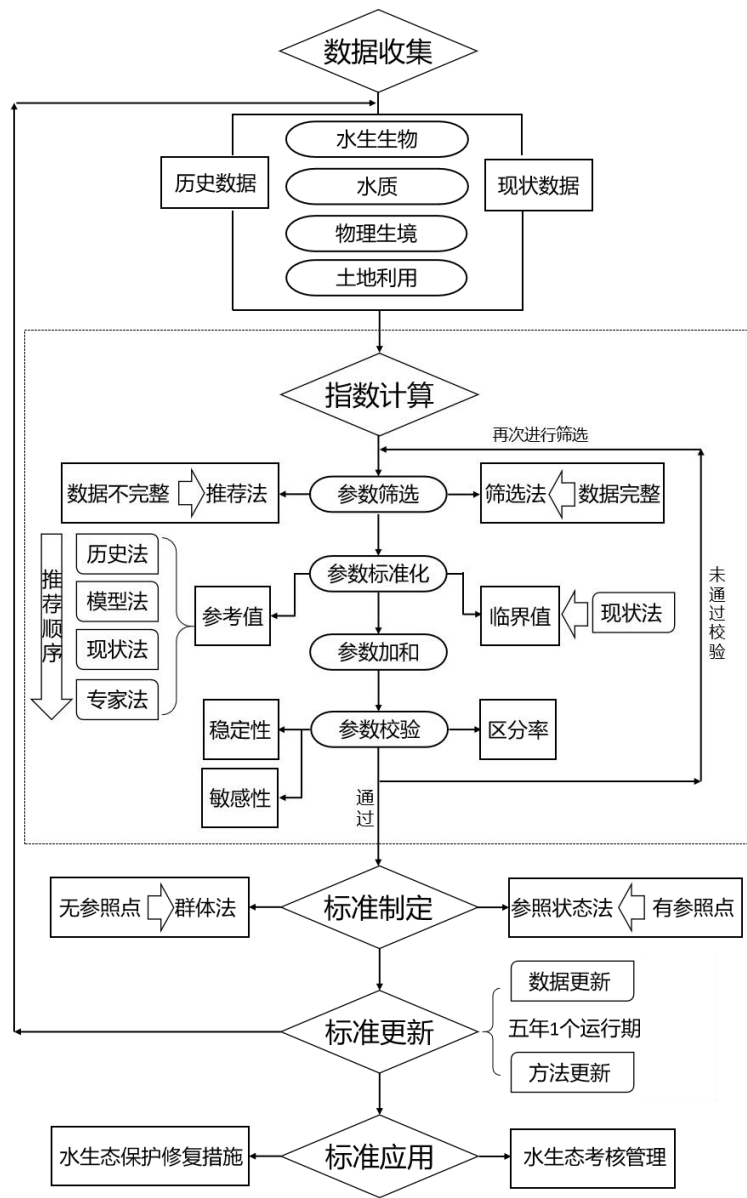 数据收集
水生生物
历史数据
水质
现状数据
物理生境
土地利用
指数计算
再次进行筛选
数据不完整
推荐法
参数筛选
筛选法
数据完整
推荐顺序
历史法
模型法
现状法
专家法
参考值
参数标准化
临界值
现状法
未通过校验
参数加和
稳定性
参数校验
区分率
敏感性
通过
无参照点
群体法
标准制定
参照状态法
有参照点
数据更新
标准更新
五年1个运行期
方法更新
水生态保护修复措施
标准应用
水生态考核管理